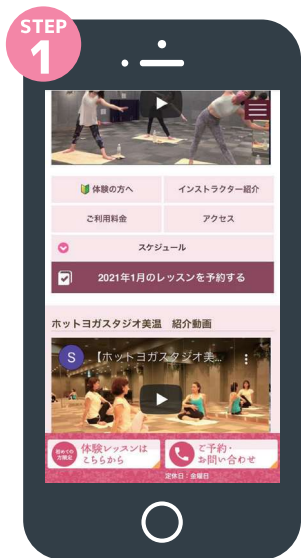 STEP
1
体験の方へ
インストラクター紹介
ご利用料金
アクセス
スケジュール
2021年1月のレッスンを予約する
ホットヨガスタジオ美温 紹介動画
S
【ホットヨガスタジオ美...
初めての
方限定
体験レッスンは
こちらから
ご予約・
お問い合わせ
定休日：金曜日